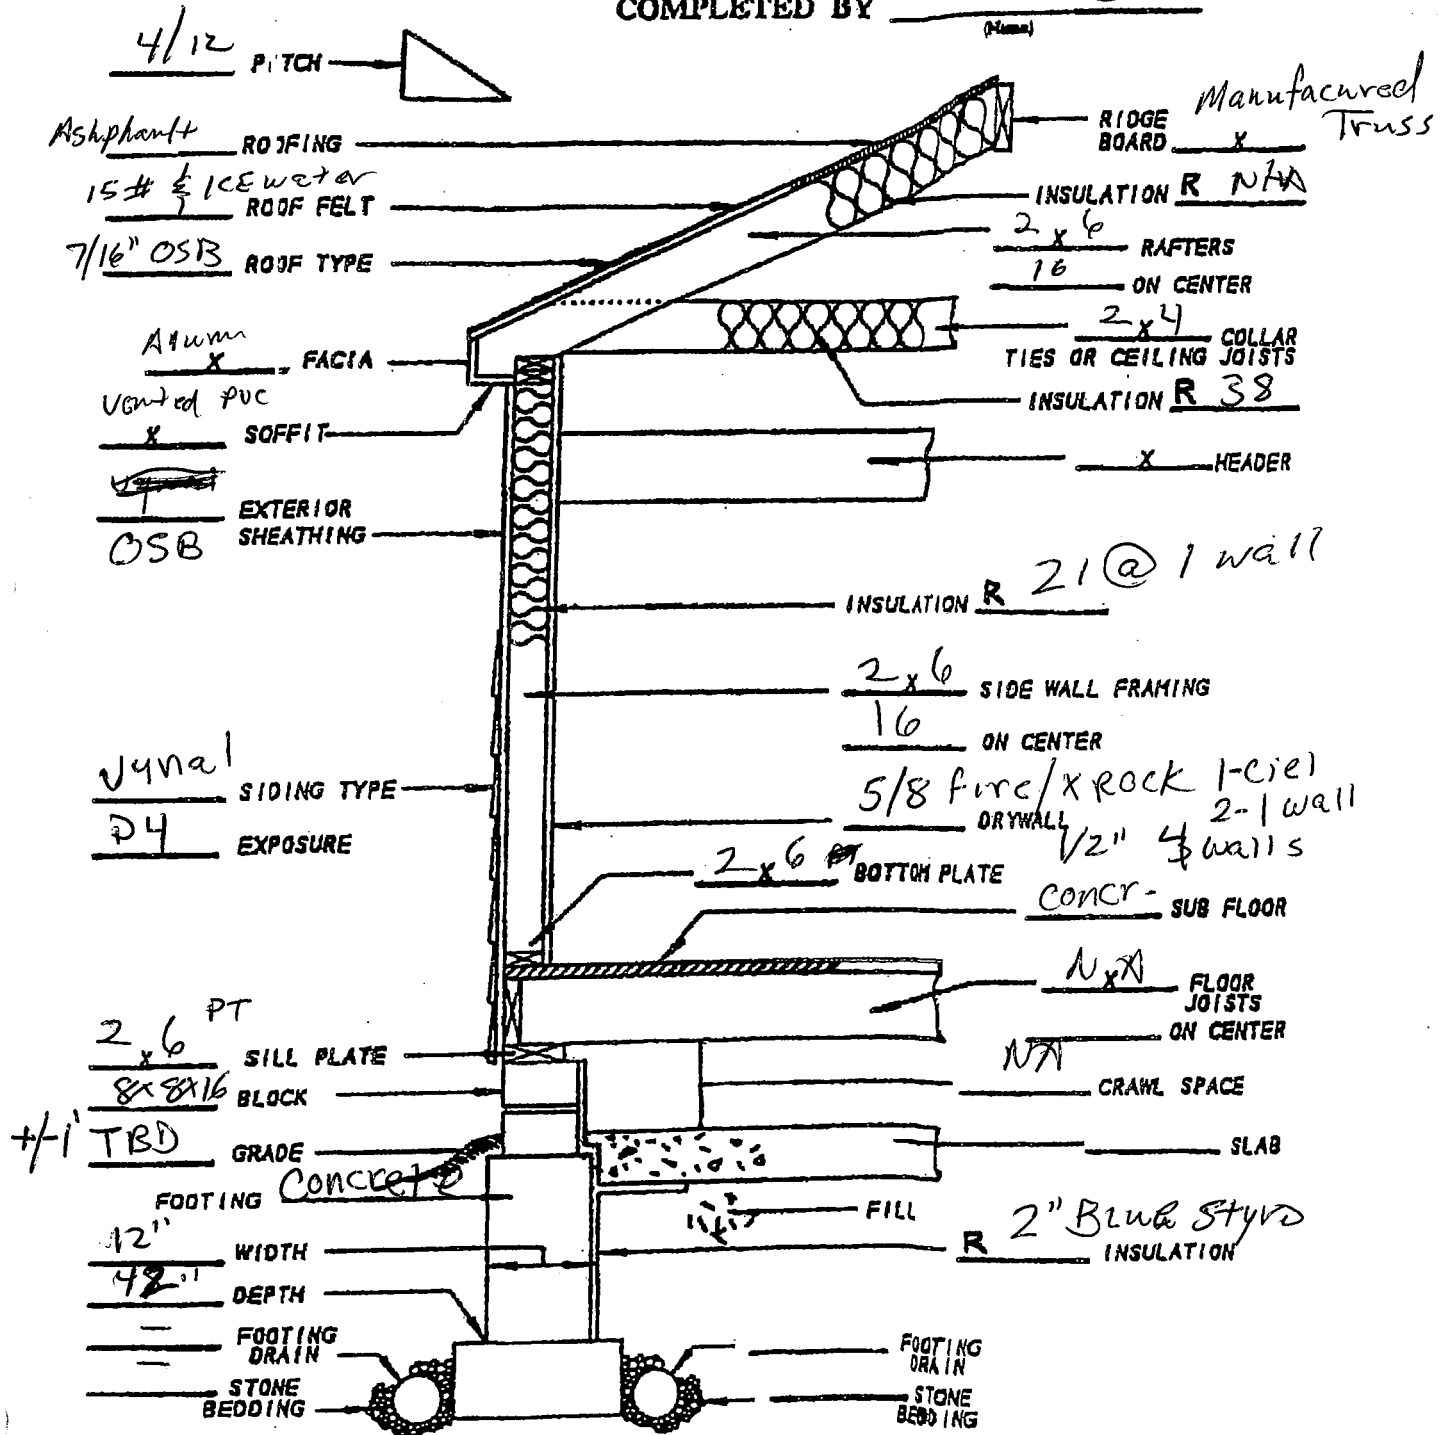 COMPLETED BY
(Name)
4/12 PITCH
Ashphault ROOFING
15# & ICE water ROOF FELT
7/16" OSB ROOF TYPE
x FACIA
Vented PVC
x SOFFIT
EXTERIOR
OSB SHEATHING
Vynal SIDING TYPE
D4 EXPOSURE
2 x 6 PT SILL PLATE
8x8x16 BLOCK
+/-1' TBD GRADE
FOOTING Concrete
12" WIDTH
DEPTH
— FOOTING
DRAIN
— STONE
BEDDING
Manufacured
Truss
RIDGE
BOARD x
INSULATION R N/A
2 x 6 RAFTERS
16 ON CENTER
2 x 4 COLLAR
TIES OR CEILING JOISTS
INSULATION R 38
x HEADER
INSULATION R 21 @ 1 wall
2 x 6 SIDE WALL FRAMING
16 ON CENTER
5/8 fire/x ROCK 1-ciel
2-1 wall
DRYWALL
1/2" walls
2 x 6 BOTTOM PLATE
Concr- SUB FLOOR
N x A FLOOR
JOISTS
ON CENTER
NA CRAWL SPACE
SLAB
FILL
R 2" Blue Styro INSULATION
FOOTING
DRAIN
STONE
BEDDING